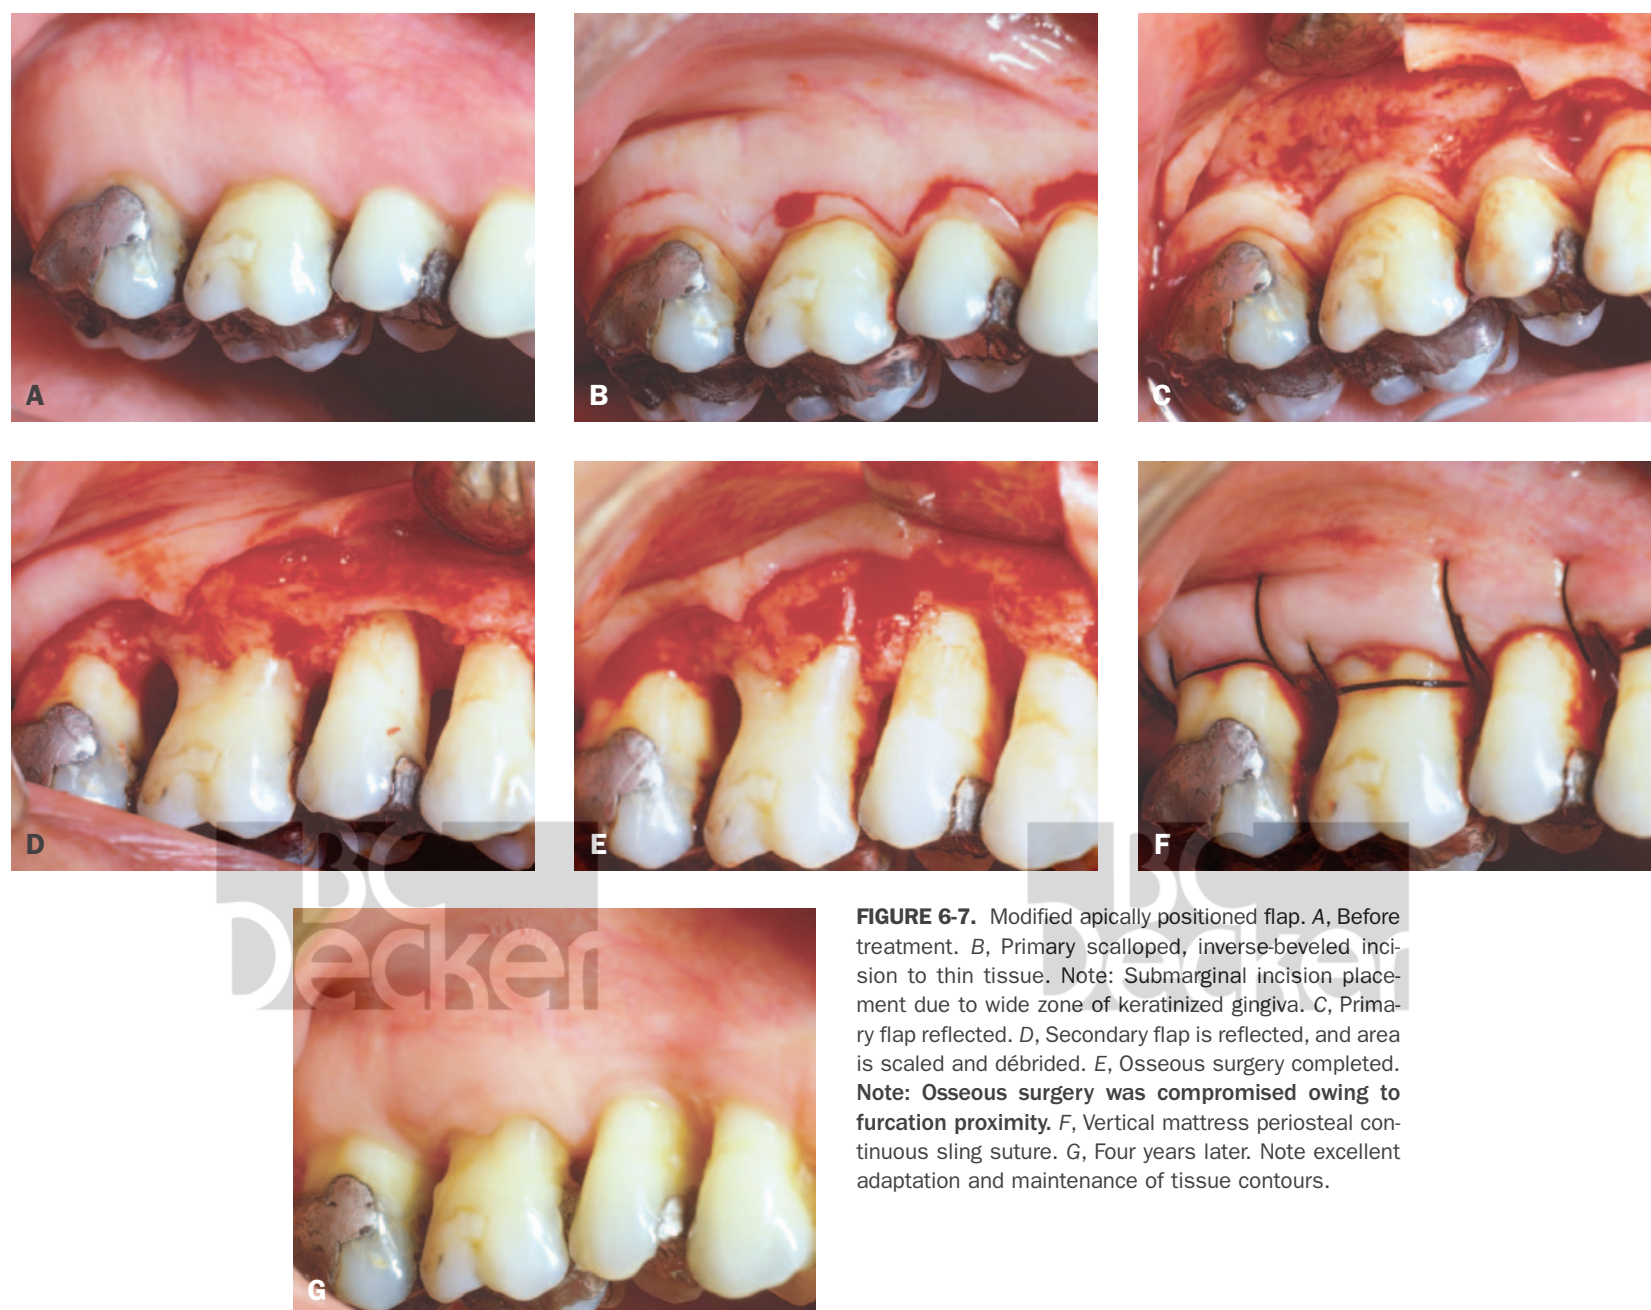 A
B
C
D
E
F
BC
Decker
BC
Decker
G
FIGURE 6-7. Modified apically positioned flap. A, Before
treatment. B, Primary scalloped, inverse-beveled inci-
sion to thin tissue. Note: Submarginal incision place-
ment due to wide zone of keratinized gingiva. C, Prima-
ry flap reflected. D, Secondary flap is reflected, and area
is scaled and débrided. E, Osseous surgery completed.
Note: Osseous surgery was compromised owing to
furcation proximity. F, Vertical mattress periosteal con-
tinuous sling suture. G, Four years later. Note excellent
adaptation and maintenance of tissue contours.